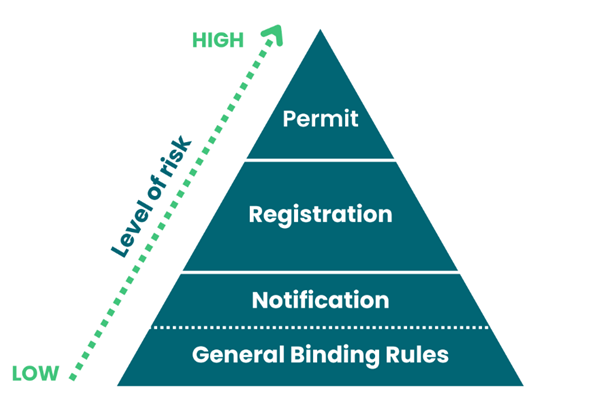 HIGH
Level of risk
LOW
Permit
Registration
Notification
General Binding Rules